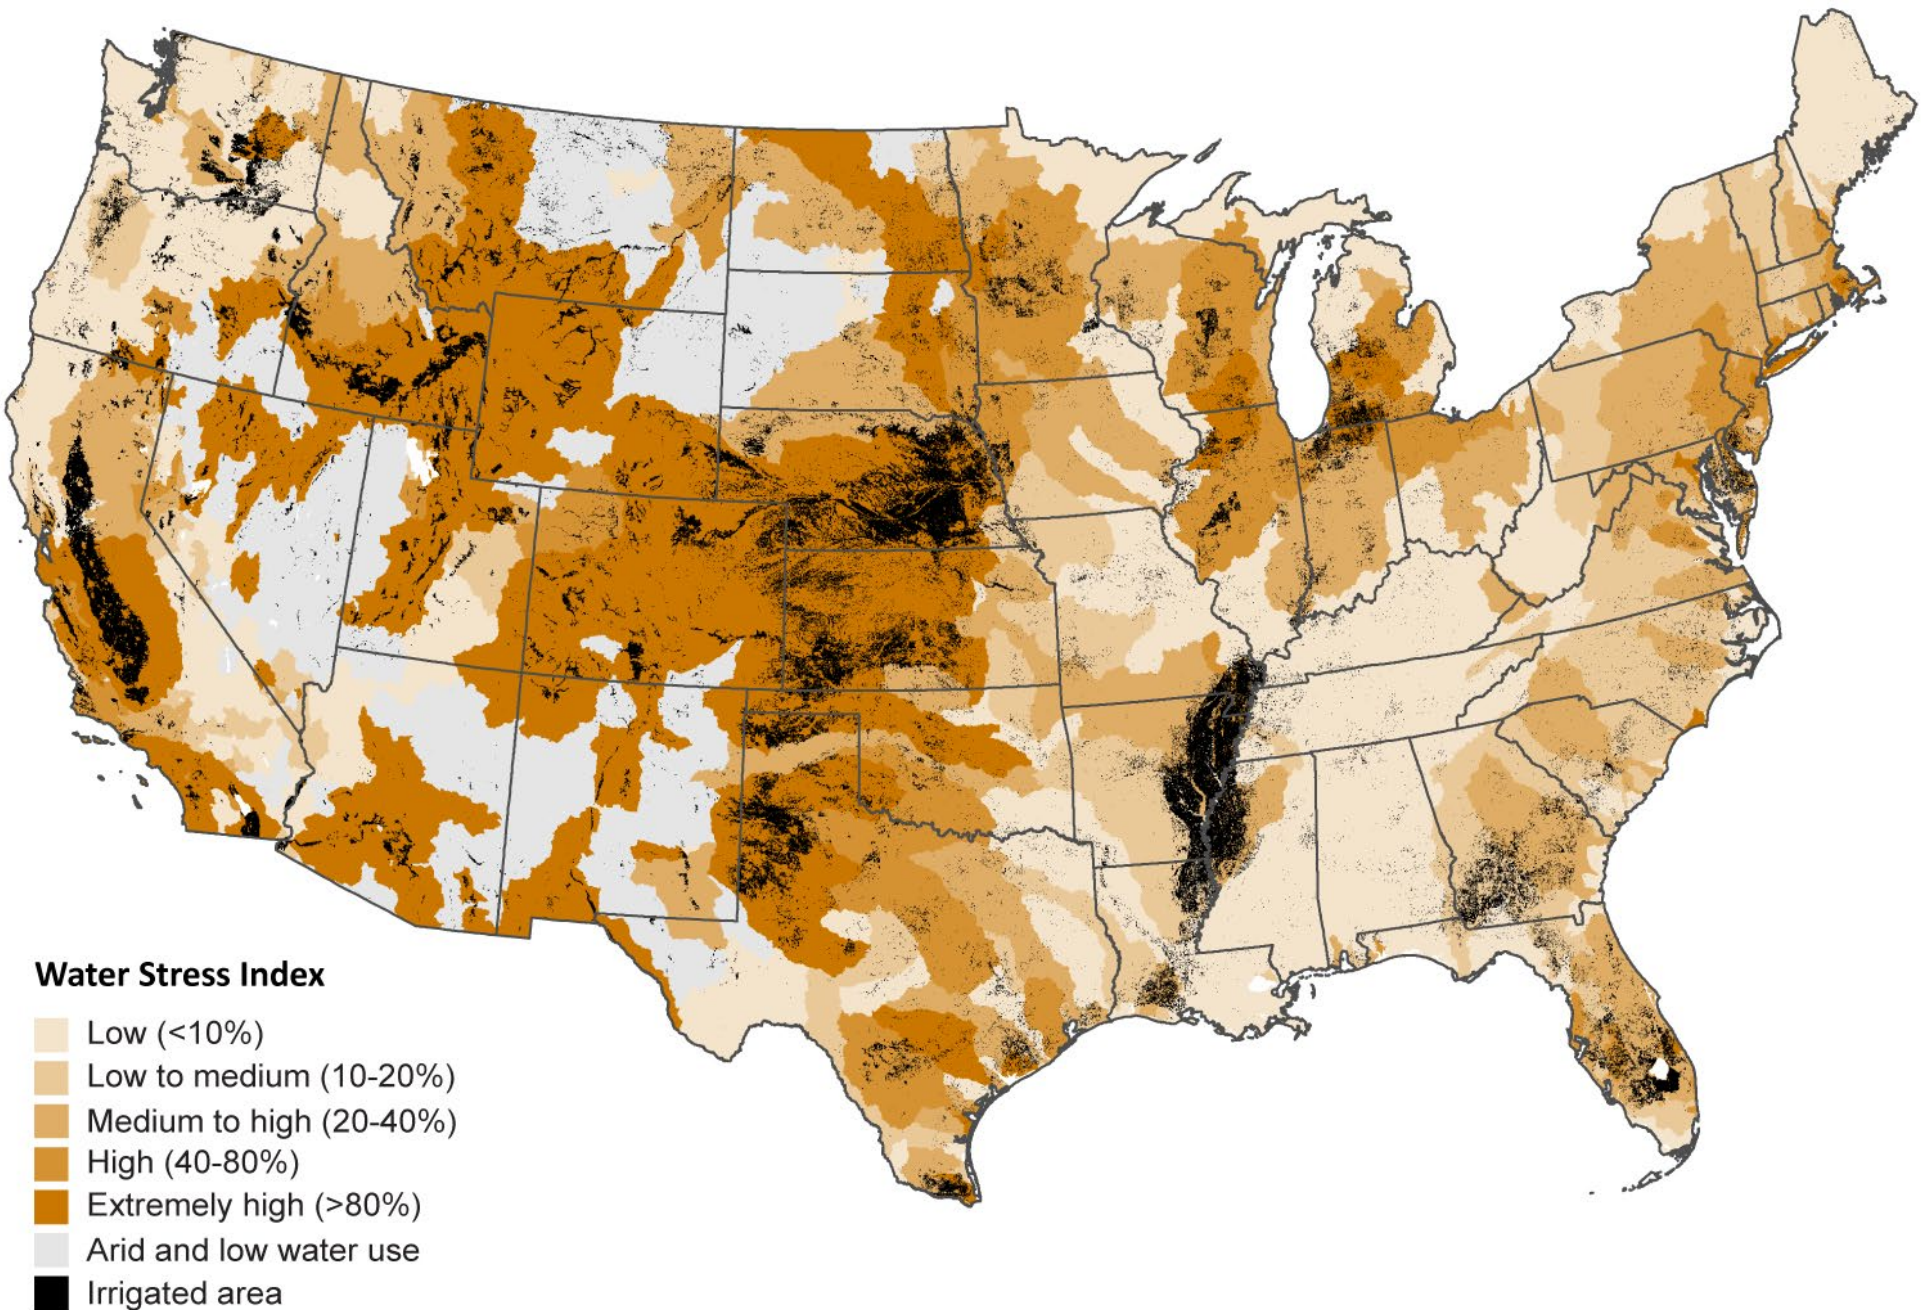 Water Stress Index
Low (<10%)
Low to medium (10-20%)
Medium to high (20-40%)
High (40-80%)
Extremely high (>80%)
Arid and low water use
Irrigated area